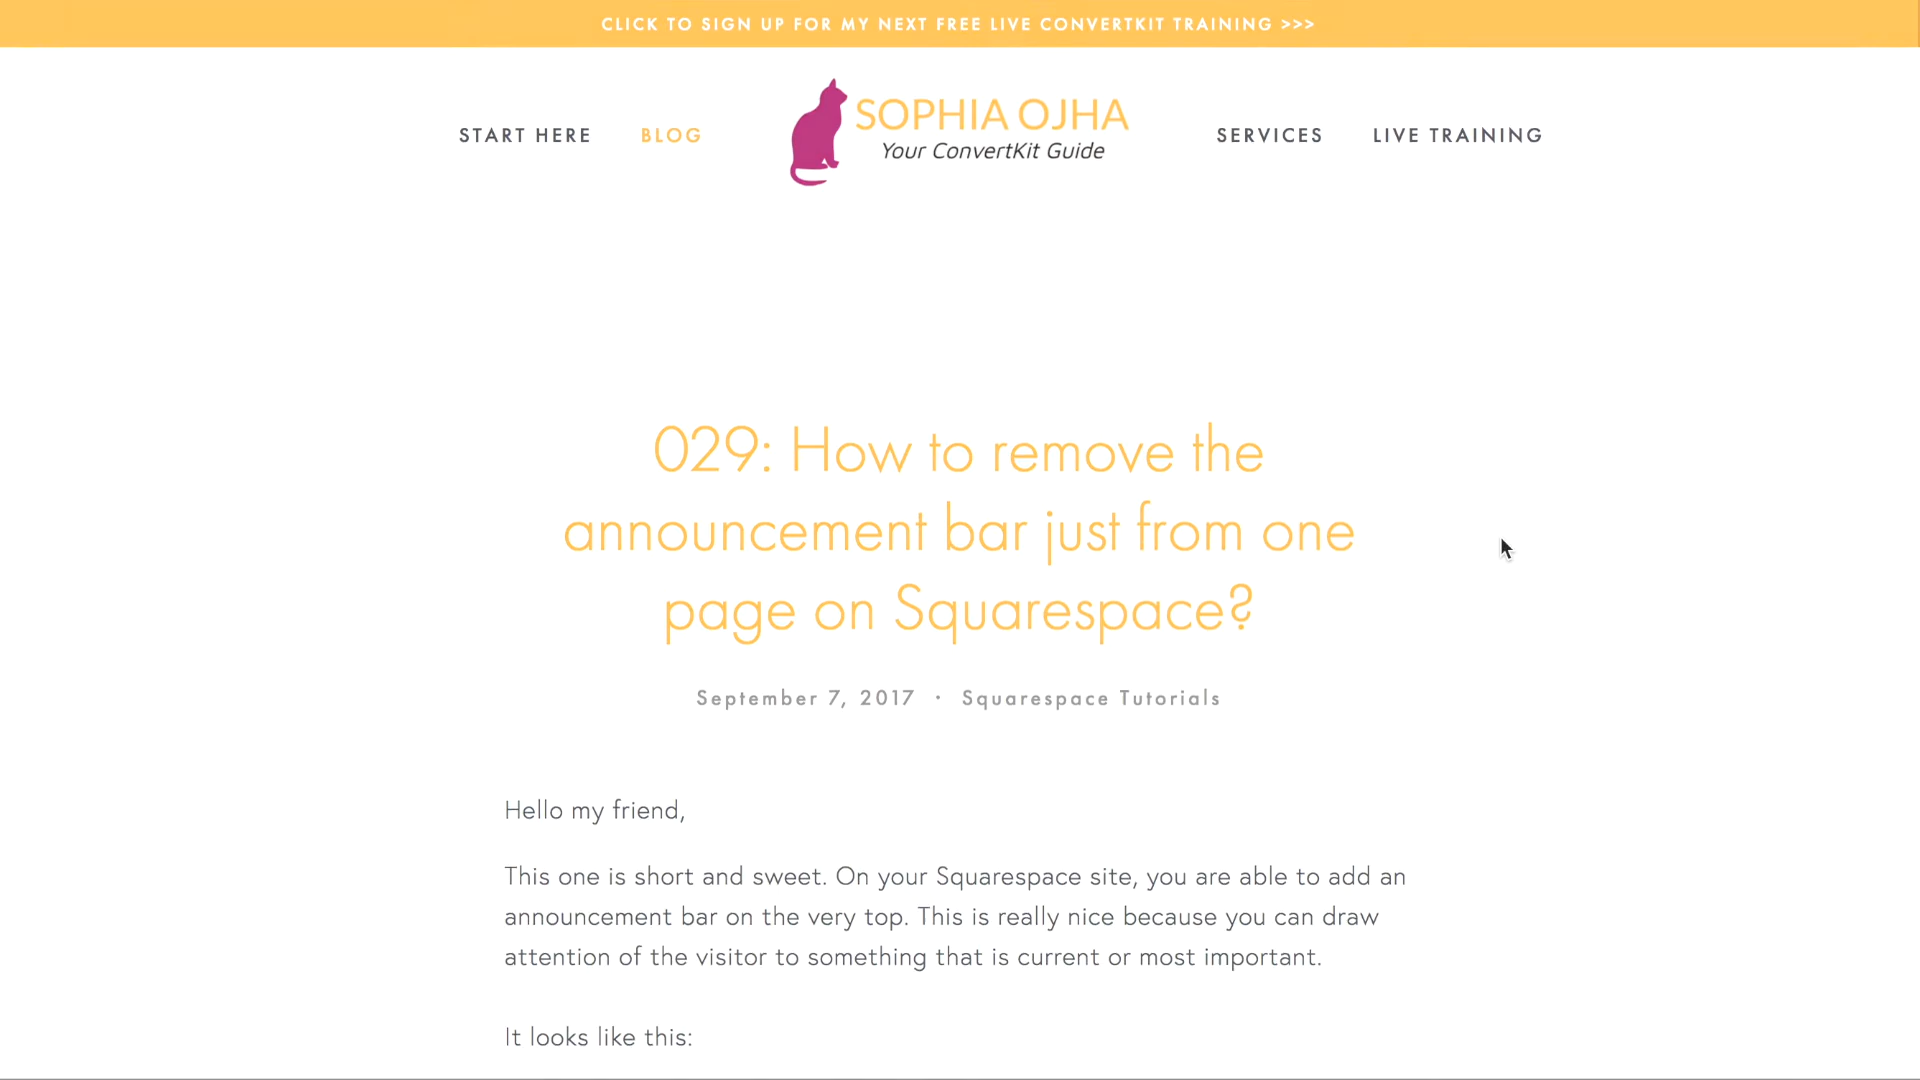 CLICK TO SIGN UP FOR MY NEXT FREE LIVE CONVERTKIT TRAINING >>>
START HERE
BLOG
SOPHIA OJHA
Your ConvertKit Guide
SERVICES
LIVE TRAINING
029: How to remove the
announcement bar just from one
page on Squarespace?
September 7, 2017 · Squarespace Tutorials
Hello my friend,
This one is short and sweet. On your Squarespace site, you are able to add an
announcement bar on the very top. This is really nice because you can draw
attention of the visitor to something that is current or most important.
It looks like this: